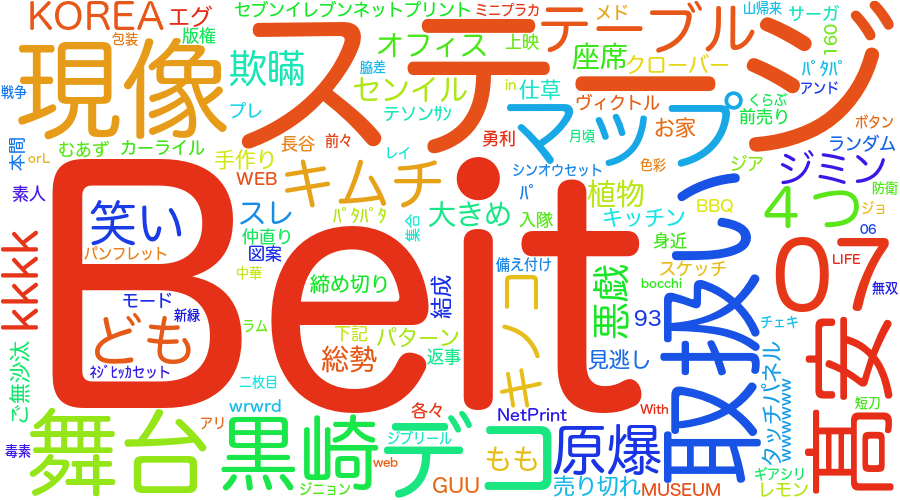 KOREA
エグ
セブンイレブンネットプリント
ミニプラカ
メド
山帰来
サーガ
包装
版権
現像
欺瞞
オフィス
上映
テーブル
ステージ
座席
クローバー
160
ﾊﾟﾀﾊﾟ
アンド
戦争
プレ
脇差
センイル
in
仕草
ヴィクトル
くらぶ
前売り
テソンサン
マップ
お家
ボタン
本間
orL
むあず
カーライル
長谷
前々
勇利
月頃
ランダム
手作り
レイ
色彩
ジア
ジミン
WEB
キムチ
シンオウセット
素人
Beit
スレ
ﾊﾟﾀﾊﾟﾀ
ﾊﾟ
植物
取扱い
BBQ
4つ
防衛
ジョ
笑い
仲直り
集合
大きめ
入隊
キッチン
06
kkkk
パンフレット
図案
身近
07
中華
備え付け
スケッチ
LIFE
モード
締め切り
結成
キノコ
悪戯
bocchi
無双
新緑
ども
ラム
下記
パターン
93
チェキ
高安
総勢
返事
見逃し
ご無沙汰
ﾈｼﾞﾋｯｶｾｯﾄ
二枚目
タッチパネル
wwwwww
wrwrd
各々
NetPrint
With
短刀
舞台
アリ
黒崎
デコ
ジブリール
もも
原爆
毒素
web
ギアシリ
ジニョン
GUU
売り切れ
MUSEUM
レモン